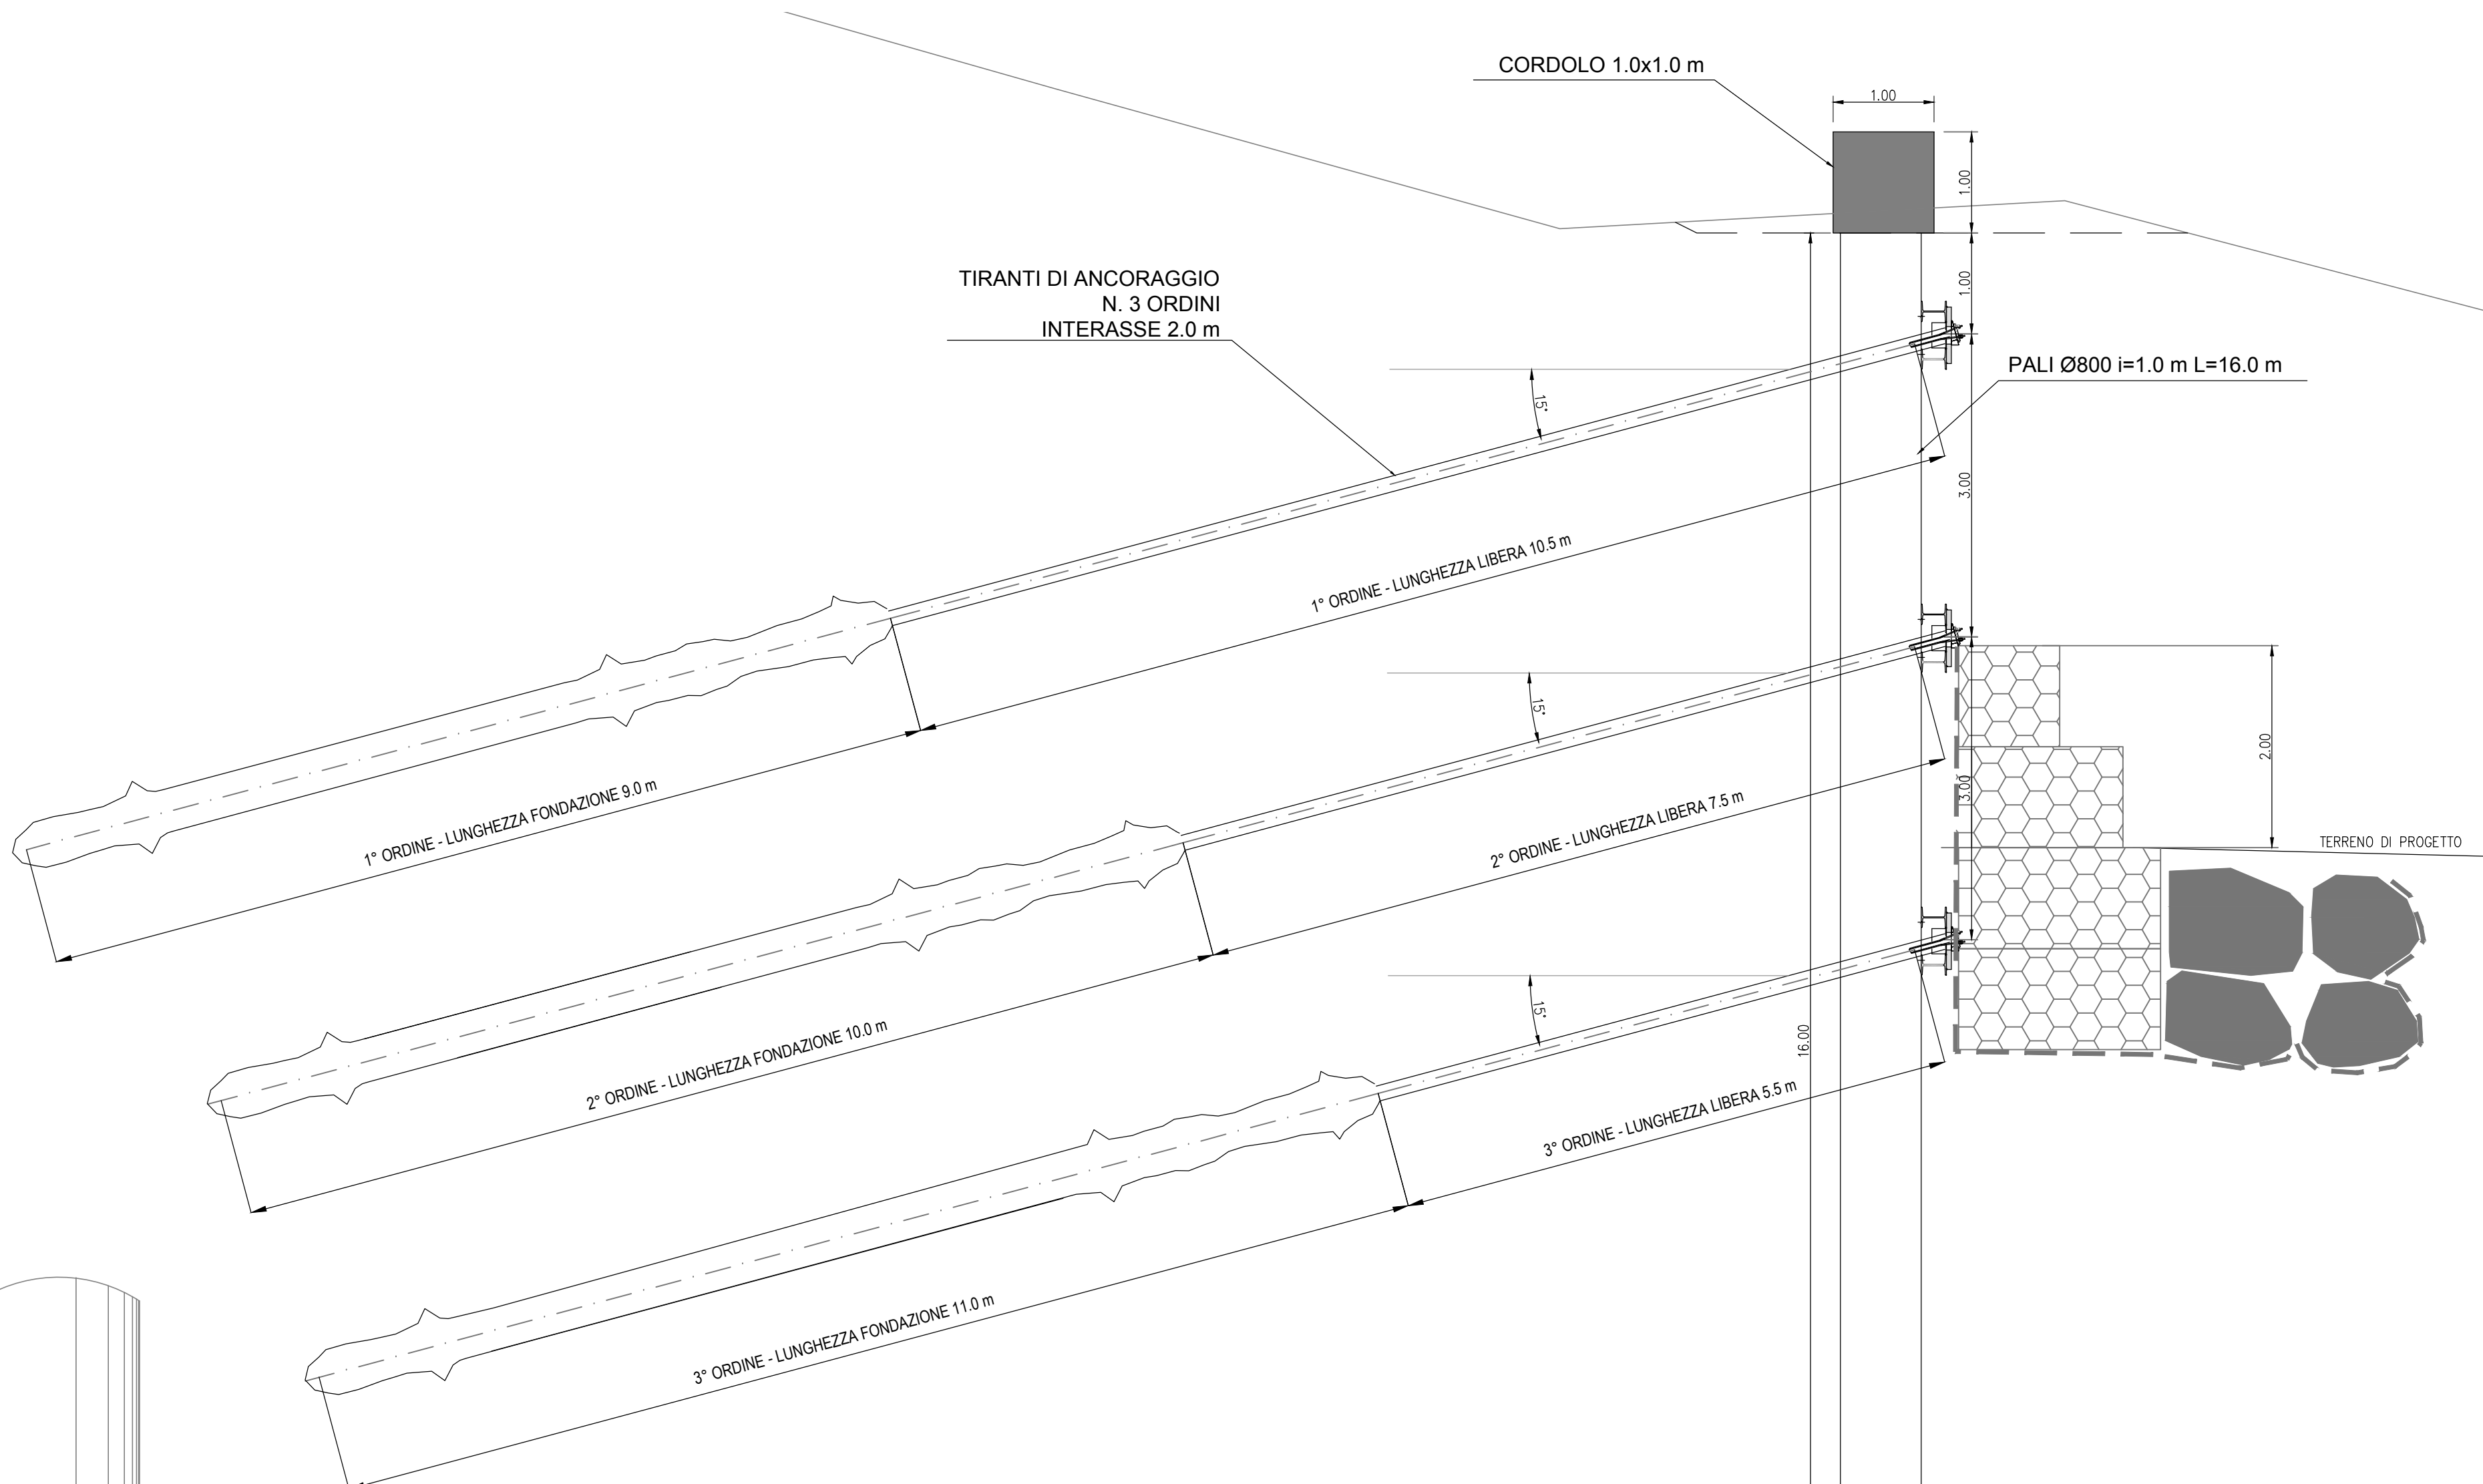 CORDOLO 1.0x1.0 m
1.00
1.00
TIRANTI DI ANCORAGGIO
N. 3 ORDINI
INTERASSE 2.0 m
1.00
PALI Ø800 i=1.0 m L=16.0 m
15°
3.00
1° ORDINE - LUNGHEZZA LIBERA 10.5 m
15°
2.00
3.00
1° ORDINE - LUNGHEZZA FONDAZIONE 9.0 m
2° ORDINE - LUNGHEZZA LIBERA 7.5 m
TERRENO DI PROGETTO
15°
16.00
2° ORDINE - LUNGHEZZA FONDAZIONE 10.0 m
3° ORDINE - LUNGHEZZA LIBERA 5.5 m
3° ORDINE - LUNGHEZZA FONDAZIONE 11.0 m